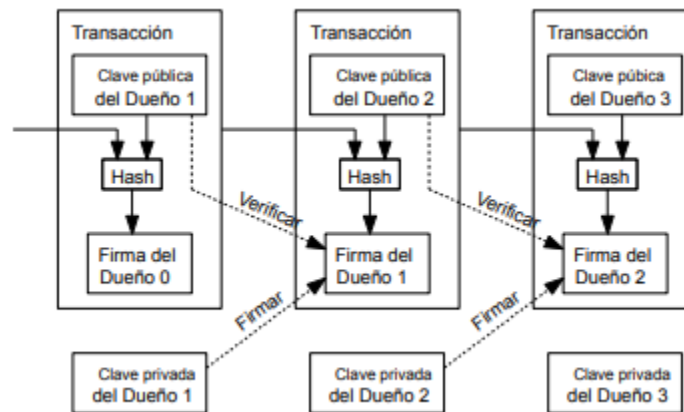 Transacción
Clave pública
del Dueño 1
Hash
Firma del
Dueño 0
Transacción
Clave pública
del Dueño 2
Hash
Firma del
Dueño 1
Transacción
Clave púbica
del Dueño 3
Hash
Firma del
Dueño 2
Verificar
Verificar
Firmar
Firmar
Clave privada
del Dueño 1
Clave privada
del Dueño 2
Clave privada
del Dueño 3